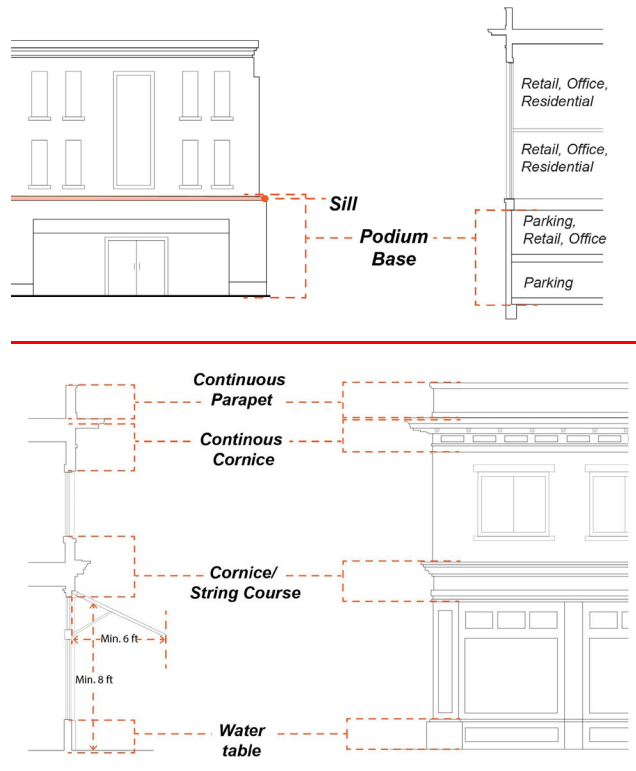 Retail, Office,
Residential
Retail, Office,
Residential
Sill
Parking,
Retail, Office
Podium
Base
Parking
Continuous
Parapet
Continous
Cornice
Cornice/
String Course
Min. 6 ft
Min. 8 ft
Water
table